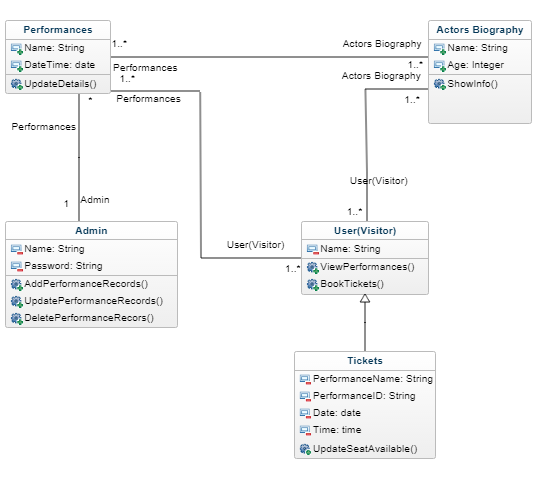 Performances
Name: String
DateTime: date
UpdateDetails()
1..*
Actors Biography
1..*
Actors Biography
Name: String
Age: Integer
ShowInfo()
Performances
1..*
Performances
Actors Biography
1..*
*
Performances
1
Admin
User(Visitor)
1..*
User(Visitor)
1..*
Admin
Name: String
Password: String
AddPerformanceRecords()
UpdatePerformanceRecords()
DeletePerformanceRecors()
User(Visitor)
Name: String
ViewPerformances()
BookTickets()
Tickets
PerformanceName: String
PerformanceID: String
Date: date
Time: time
UpdateSeatAvailable()